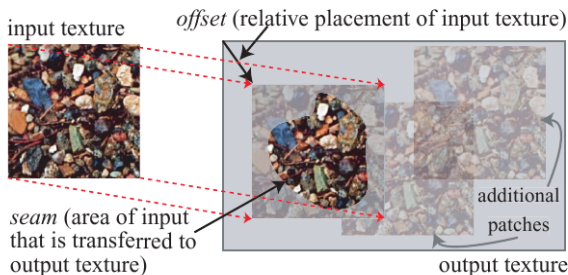 input texture
offset (relative placement of input texture)
seam (area of input
that is transferred to
output texture)
additional
patches
output texture